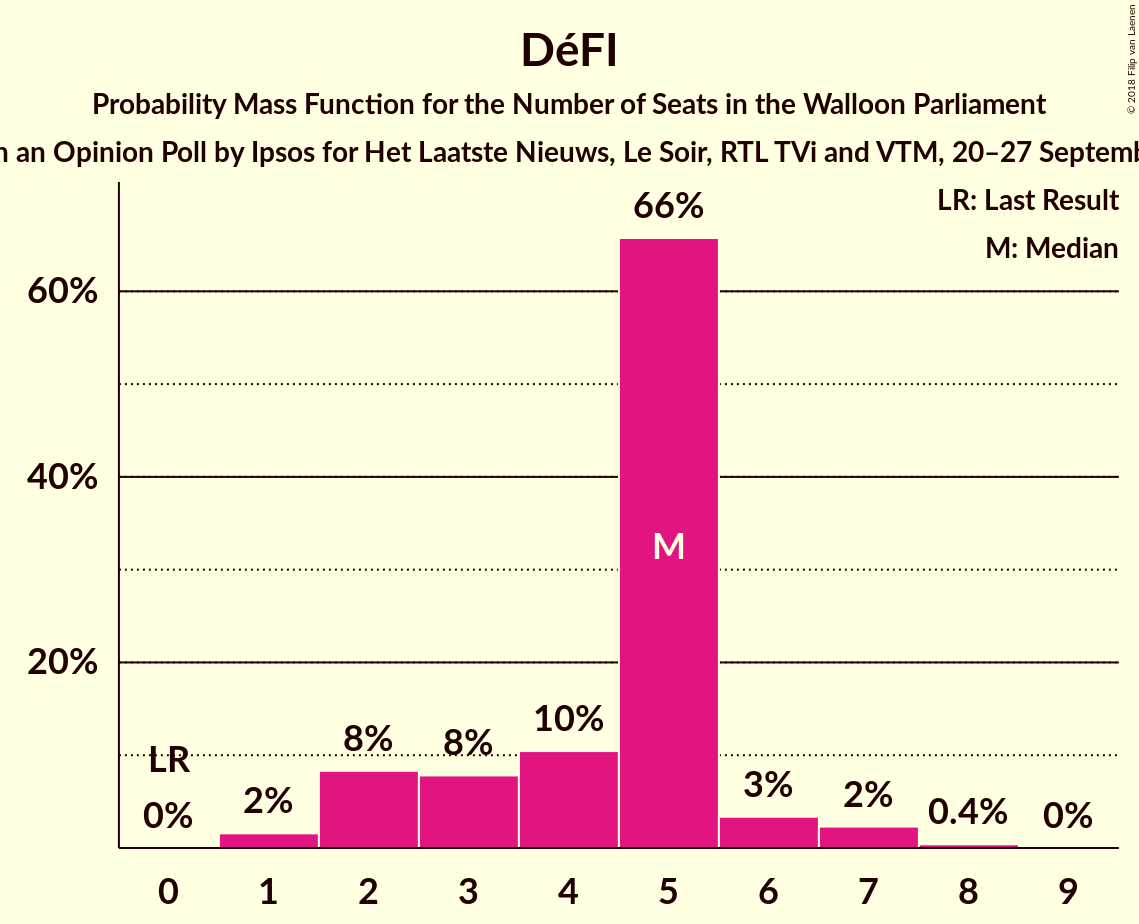 DéFI
Probability Mass Function for the Number of Seats in the Walloon Parliament
an Opinion Poll by Ipsos for Het Laatste Nieuws, Le Soir, RTL TVi and VTM, 20–27
© 2018 Filip van Laenen
LR: Last Result
M: Median
66%
60%
40%
M
20%
10%
8%
8%
LR
3%
2%
2%
0.4%
0%
0%
0 1 2 3 4 5 6 7 8 9